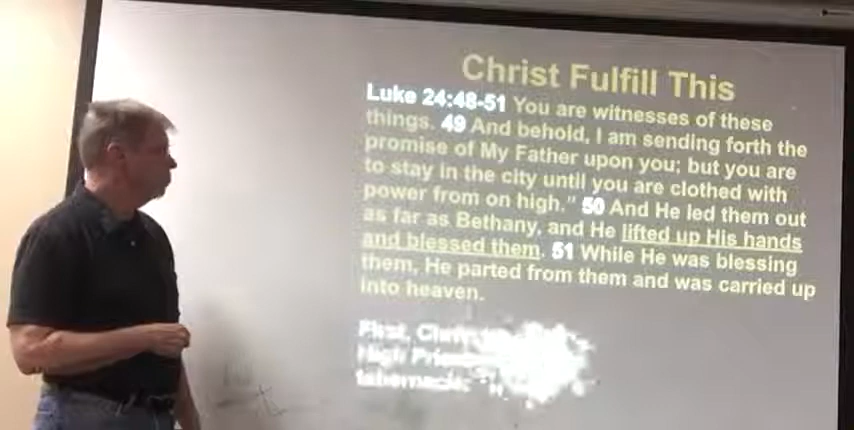 Christ Fulfill This
Luke 24:48-51 You are witnesses of these
things. 49 And behold, I am sending forth the
promise of My Father upon you; but you are
to stay in the city until you are clothed with
power from on high." 50 And He led them out
as far as Bethany, and He lifted up His hands
and blessed them. 51 While He was blessing
them, He parted from them and was carried up
into heaven.
First,
High
tabernacle;